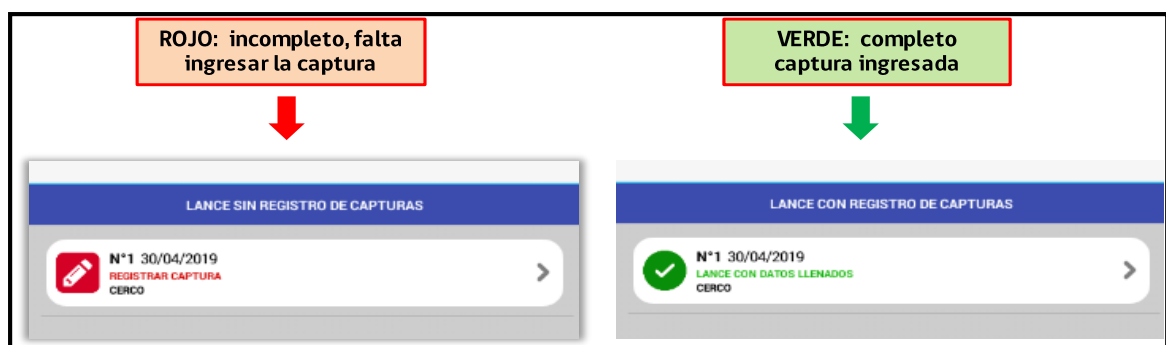 ROJO: incompleto, falta
ingresar la captura
VERDE: completo
captura ingresada
LANCE SIN REGISTRO DE CAPTURAS
N°1 30/04/2019
REGISTRAR CAPTURA
CERCO
LANCE CON REGISTRO DE CAPTURAS
N°1 30/04/2019
LANCE CON DATOS LLENADOS
CERCO